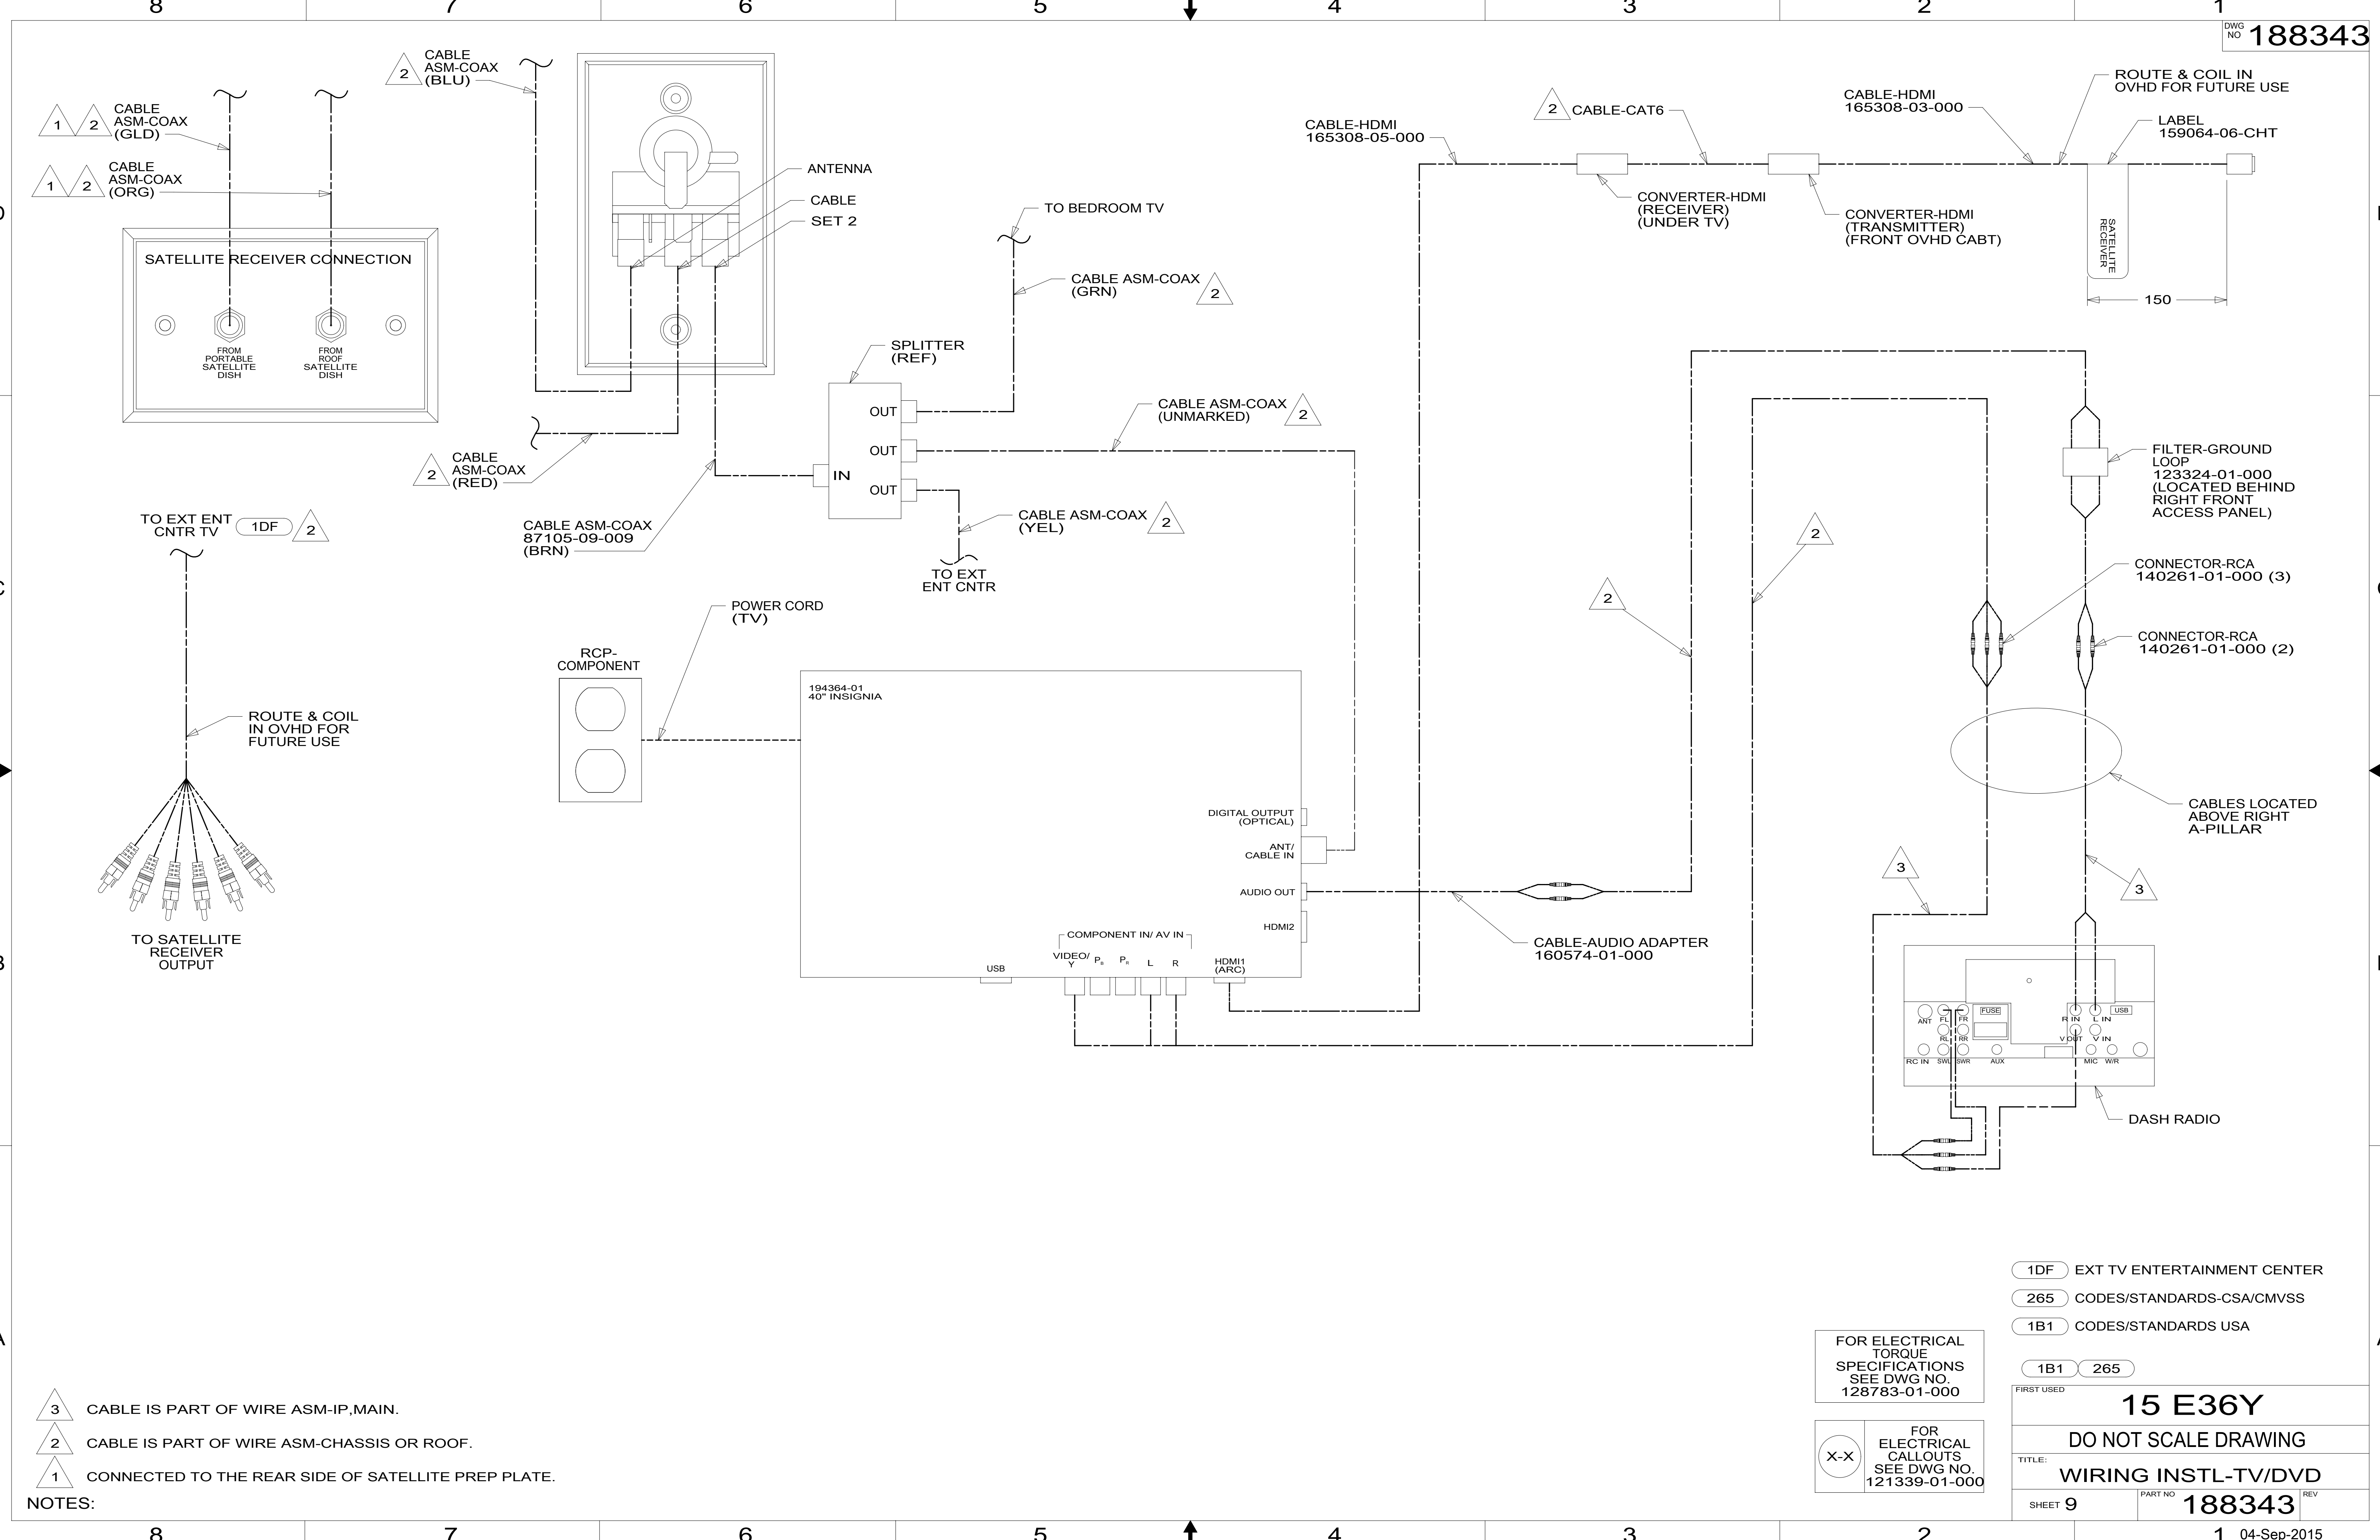 8 7 6 5 4 3 2 1
DWG
NO
188343
2
CABLE
ASM-COAX
(BLU)
1 2
CABLE
ASM-COAX
(GLD)
1 2
CABLE
ASM-COAX
(ORG)
SATELLITE RECEIVER CONNECTION
FROM
PORTABLE
SATELLITE
DISH
FROM
ROOF
SATELLITE
DISH
ANTENNA
CABLE
SET 2
2
CABLE
ASM-COAX
(RED)
CABLE ASM-COAX
87105-09-009
(BRN)
TO BEDROOM TV
CABLE ASM-COAX
(GRN)
2
SPLITTER
(REF)
OUT
OUT
OUT
IN
CABLE ASM-COAX
(UNMARKED)
2
CABLE ASM-COAX
(YEL)
2
TO EXT
ENT CNTR
CABLE-HDMI
165308-05-000
2
CABLE-CAT6
CABLE-HDMI
165308-03-000
ROUTE & COIL IN
OVHD FOR FUTURE USE
LABEL
159064-06-CHT
CONVERTER-HDMI
(RECEIVER)
(UNDER TV)
CONVERTER-HDMI
(TRANSMITTER)
(FRONT OVHD CABT)
SATELLITE
RECEIVER
150
FILTER-GROUND
LOOP
123324-01-000
(LOCATED BEHIND
RIGHT FRONT
ACCESS PANEL)
2
2
CONNECTOR-RCA
140261-01-000 (3)
CONNECTOR-RCA
140261-01-000 (2)
CABLES LOCATED
ABOVE RIGHT
A-PILLAR
3
3
TO EXT ENT
CNTR TV
1DF
2
ROUTE & COIL
IN OVHD FOR
FUTURE USE
TO SATELLITE
RECEIVER
OUTPUT
POWER CORD
(TV)
RCP-
COMPONENT
194364-01
40" INSIGNIA
DIGITAL OUTPUT
(OPTICAL)
ANT/
CABLE IN
AUDIO OUT
HDMI2
COMPONENT IN/ AV IN
USB
VIDEO/
Y
PB
PR
L
R
HDMI1
(ARC)
CABLE-AUDIO ADAPTER
160574-01-000
ANT FL FR FUSE R IN L IN USB
RL RR V OUT V IN
RC IN SWL SWR AUX MIC W/R
DASH RADIO
1DF EXT TV ENTERTAINMENT CENTER
265 CODES/STANDARDS-CSA/CMVSS
1B1 CODES/STANDARDS USA
1B1 265
FOR ELECTRICAL
TORQUE
SPECIFICATIONS
SEE DWG NO.
128783-01-000
X-X
FOR
ELECTRICAL
CALLOUTS
SEE DWG NO.
121339-01-000
FIRST USED
15 E36Y
DO NOT SCALE DRAWING
TITLE:
WIRING INSTL-TV/DVD
SHEET 9
PART NO
188343
REV
3 CABLE IS PART OF WIRE ASM-IP,MAIN.
2 CABLE IS PART OF WIRE ASM-CHASSIS OR ROOF.
1 CONNECTED TO THE REAR SIDE OF SATELLITE PREP PLATE.
NOTES:
8 7 6 5 4 3 2 1
04-Sep-2015